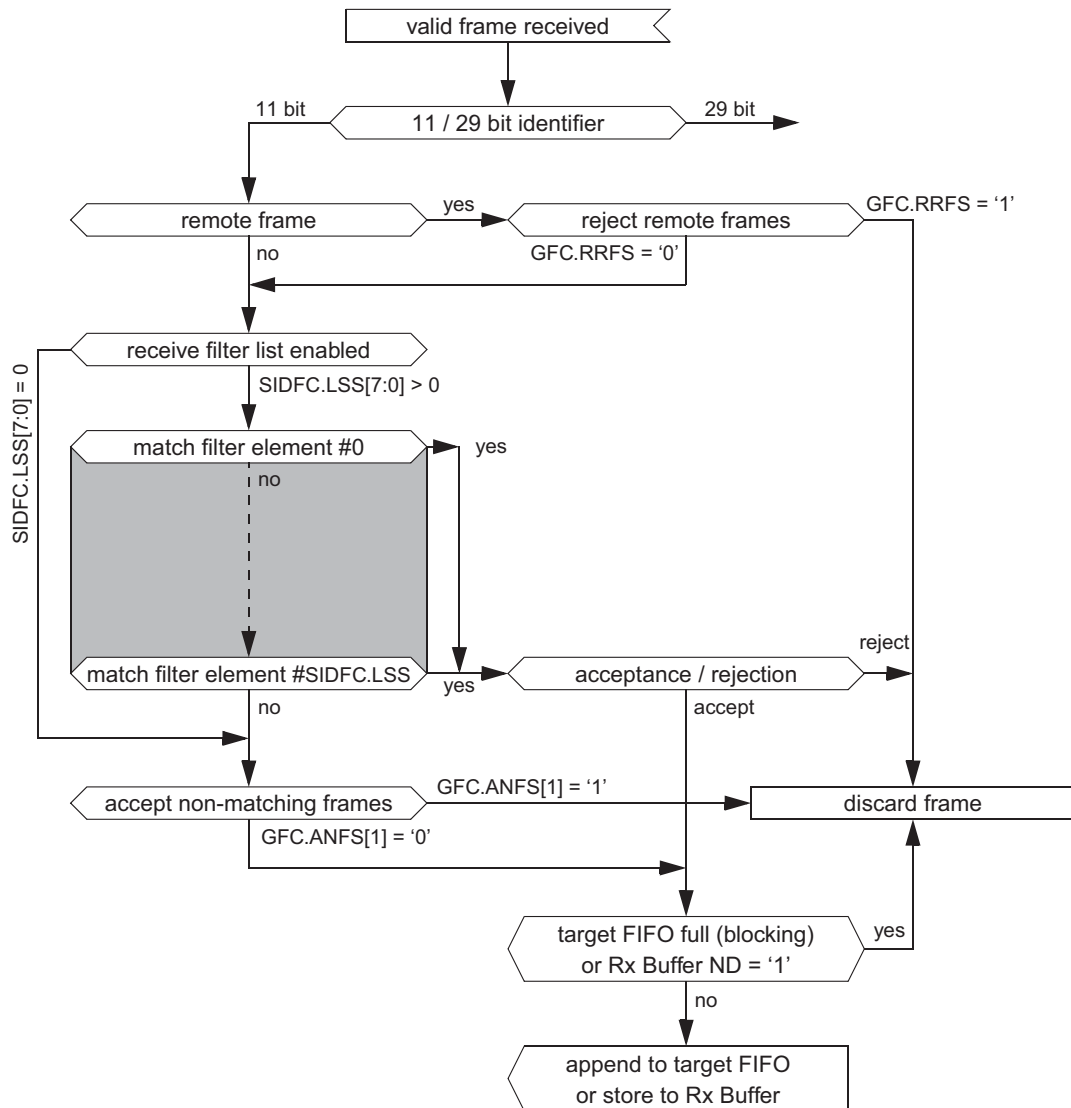 valid frame received
11 bit
11 / 29 bit identifier
29 bit
remote frame
yes
reject remote frames
GFC.RRFS = ‘1’
no
GFC.RRFS = ‘0’
receive filter list enabled
SIDFC.LSS[7:0] = 0
SIDFC.LSS[7:0] > 0
match filter element #0
yes
no
match filter element #SIDFC.LSS
yes
acceptance / rejection
reject
no
accept
accept non-matching frames
GFC.ANFS[1] = ‘1’
discard frame
GFC.ANFS[1] = ‘0’
target FIFO full (blocking)
or Rx Buffer ND = ‘1’
yes
no
append to target FIFO
or store to Rx Buffer